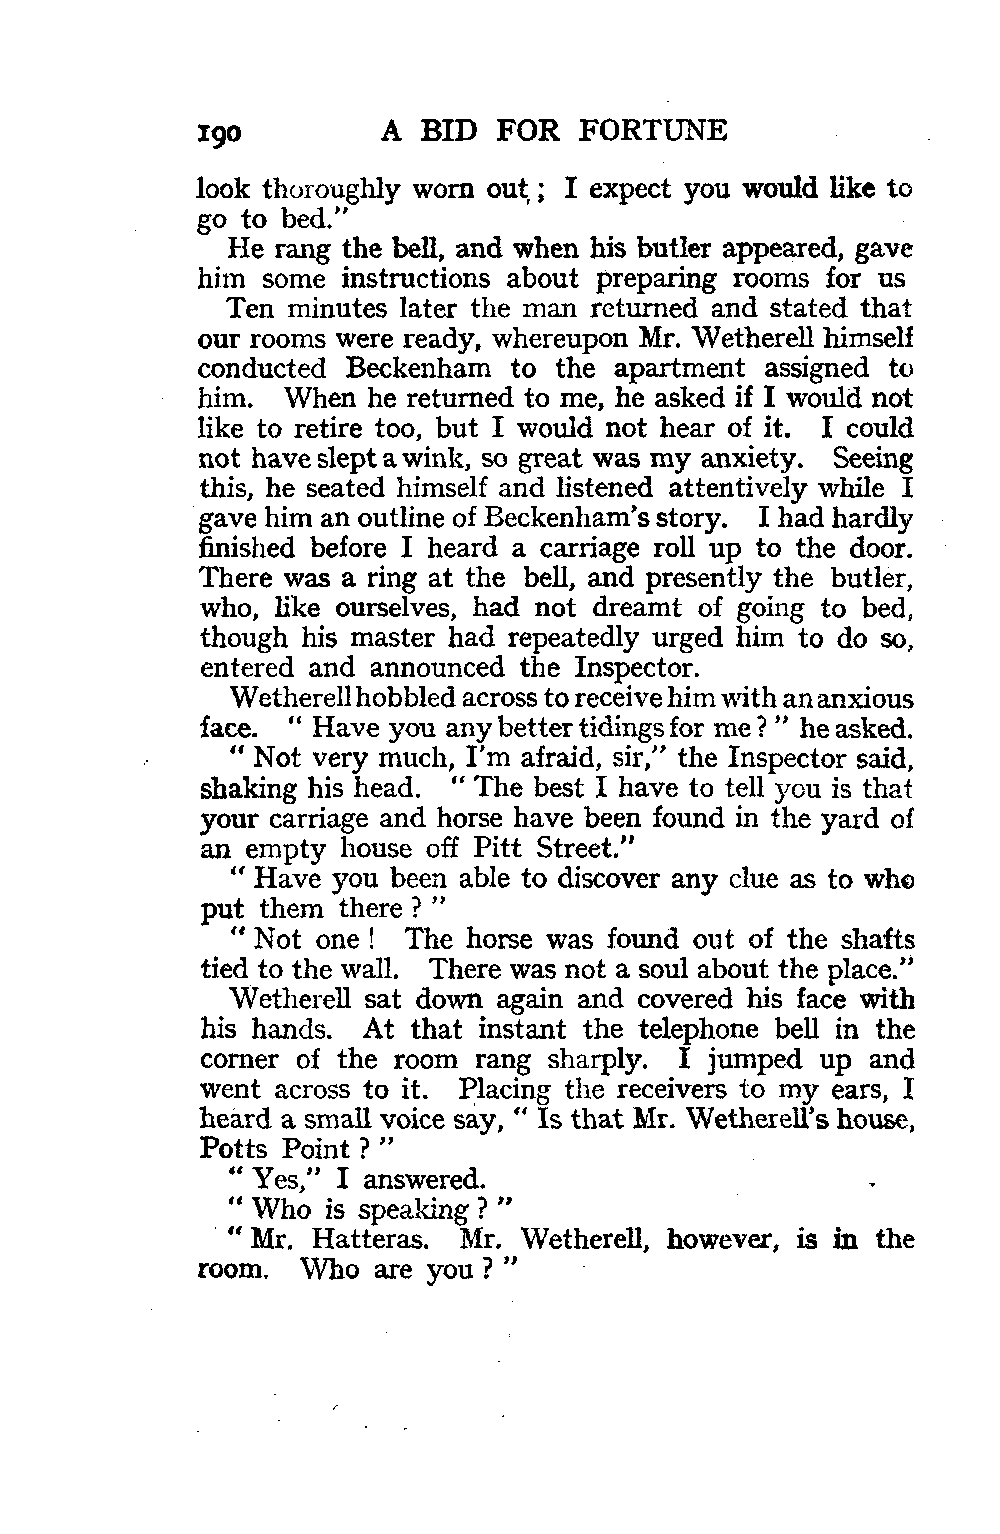 190 A BID FOR FORTUNE
look thoroughly worn out; I expect you would like to
go to bed."
He rang the bell, and when his butler appeared, gave
him some instructions about preparing rooms for us
Ten minutes later the man returned and stated that
our rooms were ready, whereupon Mr. Wetherell himself
conducted Beckenham to the apartment assigned to
him. When he returned to me, he asked if I would not
like to retire too, but I would not hear of it. I could
not have slept a wink, so great was my anxiety. Seeing
this, he seated himself and listened attentively while I
gave him an outline of Beckenham's story. I had hardly
finished before I heard a carriage roll up to the door.
There was a ring at the bell, and presently the butler,
who, like ourselves, had not dreamt of going to bed,
though his master had repeatedly urged him to do so,
entered and announced the Inspector.
Wetherell hobbled across to receive him with an anxious
face. "Have you any better tidings for me?" he asked.
"Not very much, I'm afraid, sir," the Inspector said,
shaking his head. "The best I have to tell you is that
your carriage and horse have been found in the yard of
an empty house off Pitt Street."
"Have you been able to discover any clue as to who
put them there?"
"Not one! The horse was found out of the shafts
tied to the wall. There was not a soul about the place."
Wetherell sat down again and covered his face with
his hands. At that instant the telephone bell in the
corner of the room rang sharply. I jumped up and
went across to it. Placing the receivers to my ears, I
heard a small voice say, "Is that Mr. Wetherell's house,
Potts Point?"
"Yes," I answered.
"Who is speaking?"
"Mr. Hatteras. Mr. Wetherell, however, is in the
room. Who are you?"